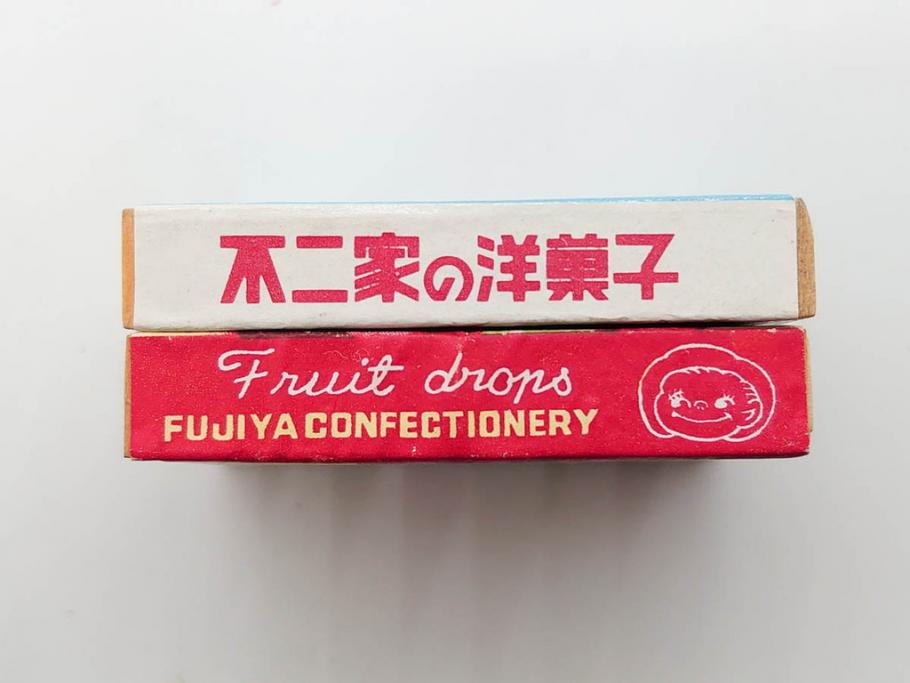 不二家の洋菓子
Fruit drops
FUJIYA CONFECTIONERY